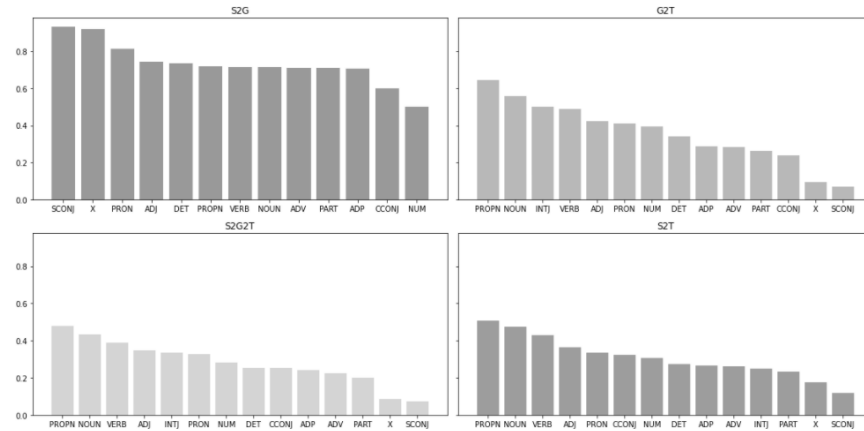 S2G
0.8
0.6
0.4
0.2
0.0
SCONJ X PRON ADJ DET PROPN VERB NOUN ADV PART ADP CCONJ NUM
G2T
PROPN NOUN INTJ VERB ADJ PRON NUM DET ADP ADV PART CCONJ X SCONJ
S2G2T
0.8
0.6
0.4
0.2
0.0
PROPN NOUN VERB ADJ INTJ PRON NUM DET CCONJ ADP ADV PART X SCONJ
S2T
PROPN NOUN VERB ADJ PRON CCONJ NUM DET ADP ADV INTJ PART X SCONJ